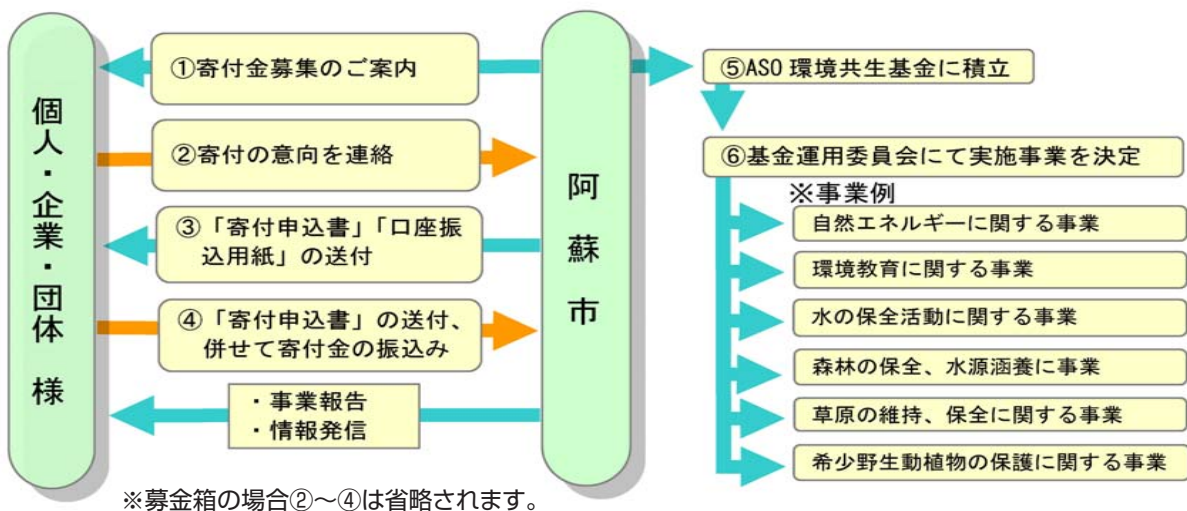 個人・企業・団体 様
①寄付金募集のご案内
②寄付の意向を連絡
③「寄付申込書」「口座振
込用紙」の送付
④「寄付申込書」の送付、
併せて寄付金の振込み
・事業報告
・情報発信
阿蘇市
⑤ASO 環境共生基金に積立
⑥基金運用委員会にて実施事業を決定
※事業例
自然エネルギーに関する事業
環境教育に関する事業
水の保全活動に関する事業
森林の保全、水源涵養に事業
草原の維持、保全に関する事業
希少野生動植物の保護に関する事業
※募金箱の場合②～④は省略されます。